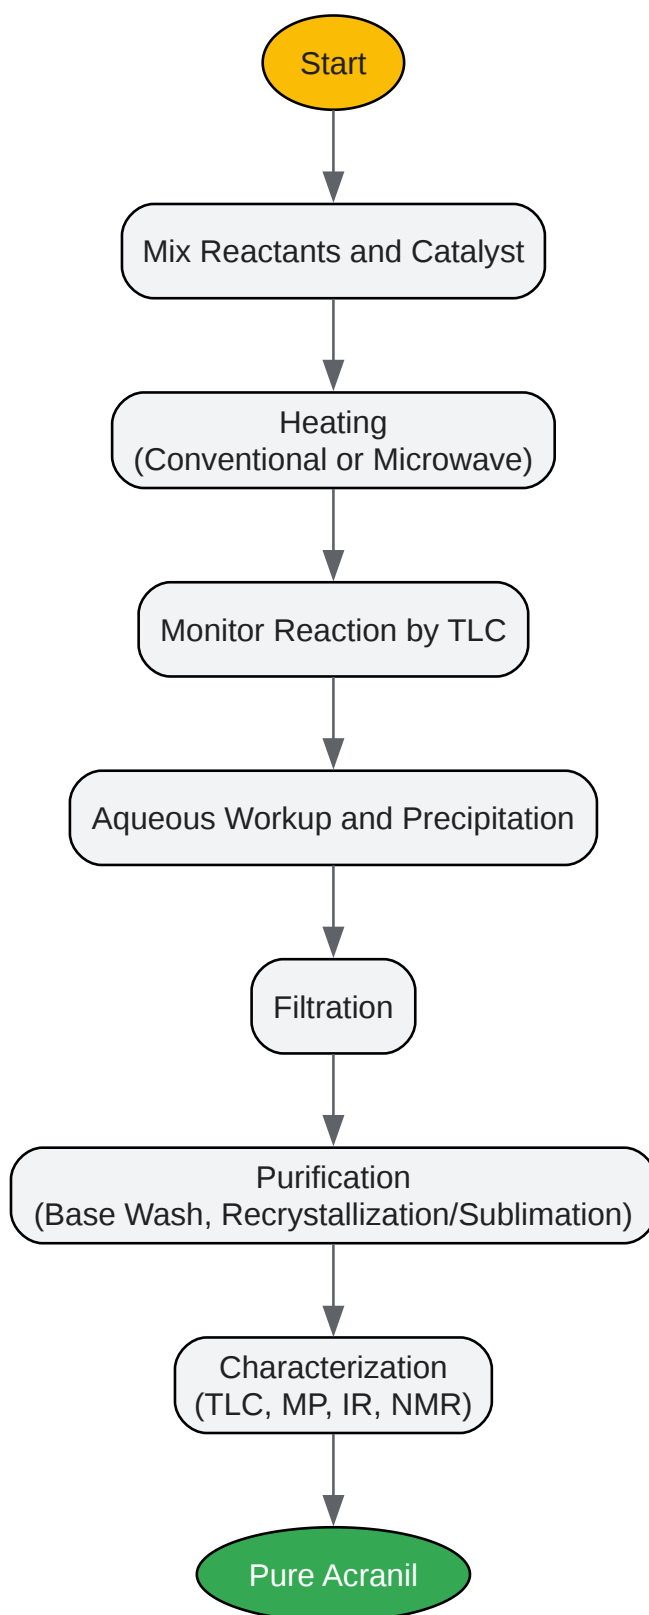 Start
Mix Reactants and Catalyst
Heating
(Conventional or Microwave)
Monitor Reaction by TLC
Aqueous Workup and Precipitation
Filtration
Purification
(Base Wash, Recrystallization/Sublimation)
Characterization
(TLC, MP, IR, NMR)
Pure Acranil